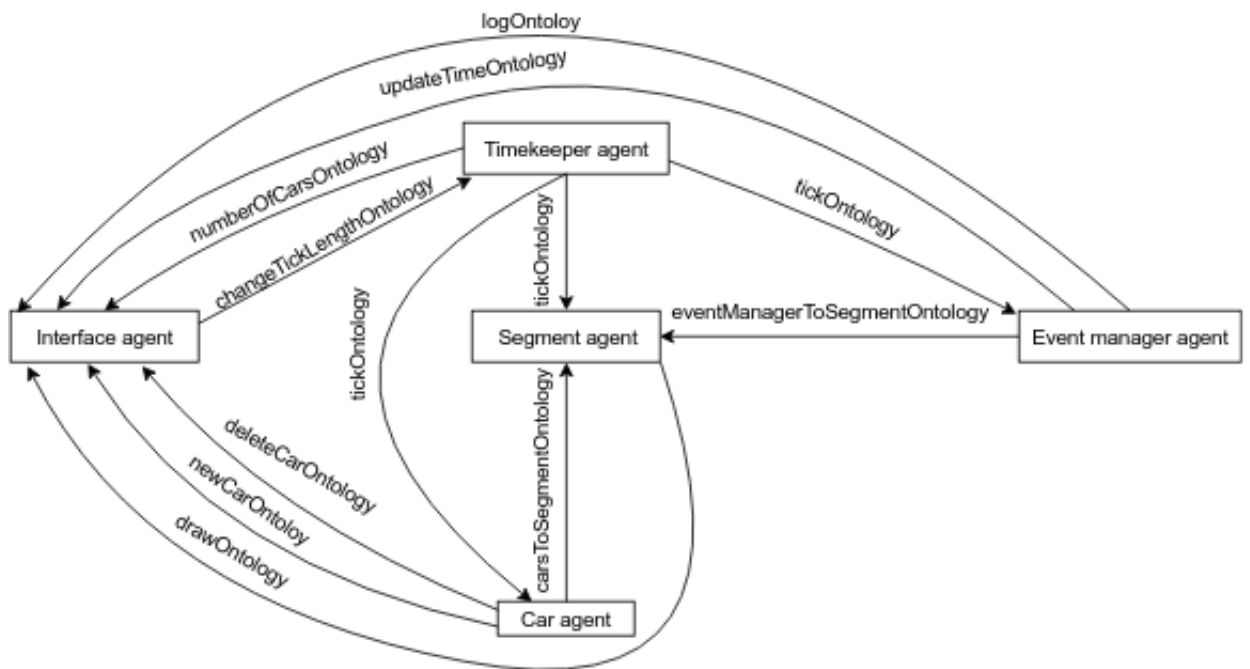 logOntoloy
updateTimeOntology
Timekeeper agent
numberOfCarsOntology
changeTickLengthOntology
tickOntology
tickOntology
tickOntology
Interface agent
Segment agent
eventManagerToSegmentOntology
Event manager agent
deleteCarOntology
newCarOntoloy
drawOntology
carsToSegmentOntology
Car agent